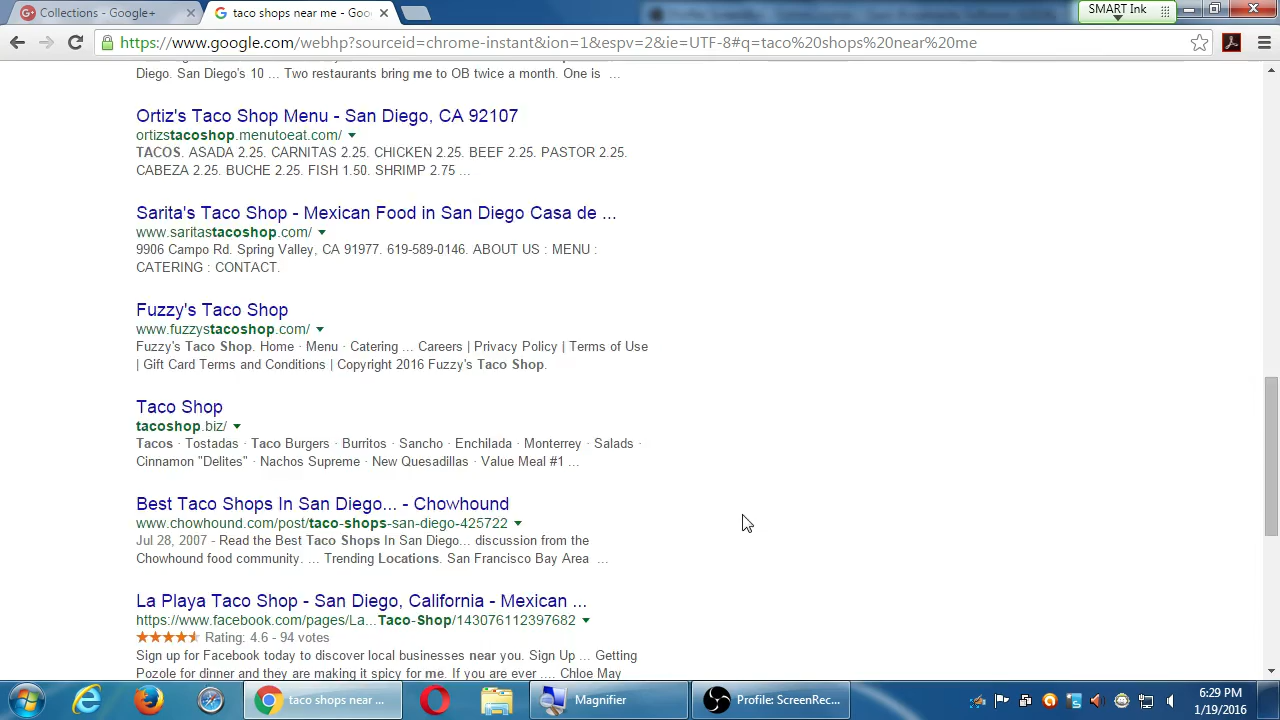 Collections - Google+
taco shops near me - Goo
SMART Ink
https://www.google.com/webhp?sourceid=chrome-instant&ion=1&espv=2&ie=UTF-8#q=taco%20shops%20near%20me
Diego. San Diego's 10 ... Two restaurants bring me to OB twice a month. One is ...
Ortiz's Taco Shop Menu - San Diego, CA 92107
ortizstacoshop.menutoeat.com/
TACOS. ASADA 2.25. CARNITAS 2.25. CHICKEN 2.25. BEEF 2.25. PASTOR 2.25.
CABEZA 2.25. BUCHE 2.25. FISH 1.50. SHRIMP 2.75 ...
Sarita's Taco Shop - Mexican Food in San Diego Casa de ...
www.saritastacoshop.com/
9906 Campo Rd. Spring Valley, CA 91977. 619-589-0146. ABOUT US : MENU :
CATERING : CONTACT.
Fuzzy's Taco Shop
www.fuzzystacoshop.com/
Fuzzy's Taco Shop. Home · Menu · Catering ... Careers | Privacy Policy | Terms of Use
| Gift Card Terms and Conditions | Copyright 2016 Fuzzy's Taco Shop.
Taco Shop
tacoshop.biz/
Tacos · Tostadas · Taco Burgers · Burritos · Sancho · Enchilada · Monterrey · Salads ·
Cinnamon "Delites" · Nachos Supreme · New Quesadillas · Value Meal #1 ...
Best Taco Shops In San Diego... - Chowhound
www.chowhound.com/post/taco-shops-san-diego-425722
Jul 28, 2007 - Read the Best Taco Shops In San Diego... discussion from the
Chowhound food community. ... Trending Locations. San Francisco Bay Area ...
La Playa Taco Shop - San Diego, California - Mexican ...
https://www.facebook.com/pages/La...Taco-Shop/143076112397682
Rating: 4.6 - 94 votes
Sign up for Facebook today to discover local businesses near you. Sign Up ... Getting
Pozole for dinner and they are making it spicy for me. If you are ever .... Chloe May
taco shops near ...
Magnifier
Profile: ScreenRec...
6:29 PM
1/19/2016